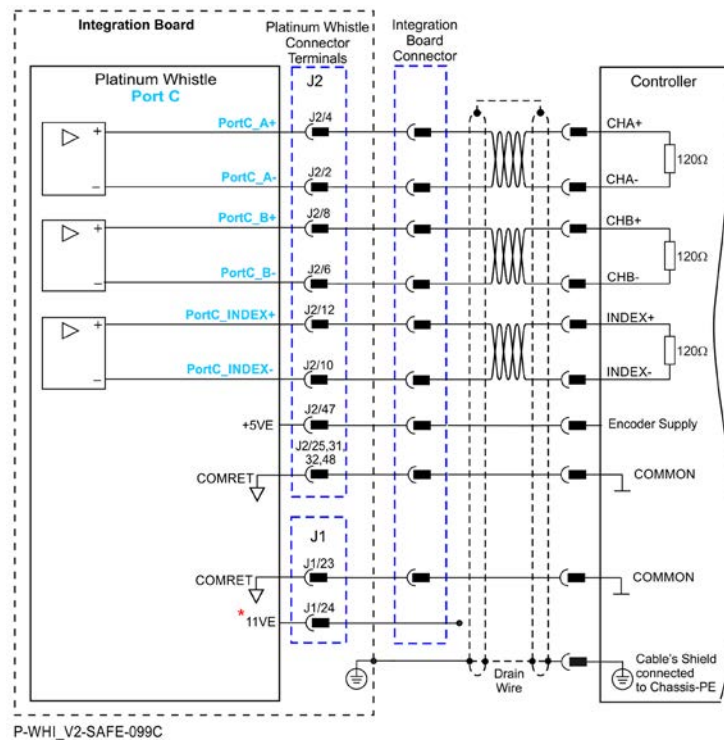 Integration Board
Platinum Whistle
Connector
Terminals
Integration
Board
Connector
Platinum Whistle
Port C
J2
Controller
PortC_A+
J2/4
CHA+
120Ω
PortC_A-
J2/2
CHA-
PortC_B+
J2/8
CHB+
120Ω
PortC_B-
J2/6
CHB-
PortC_INDEX+
J2/12
INDEX+
120Ω
PortC_INDEX-
J2/10
INDEX-
+5VE
J2/47
Encoder Supply
J2/25,31,
32,48
COMRET
COMMON
J1
J1/23
COMRET
COMMON
* 11VE
J1/24
Drain
Wire
Cable's Shield
connected
to Chassis-PE
P-WHI_V2-SAFE-099C
+
−
+
−
+
−